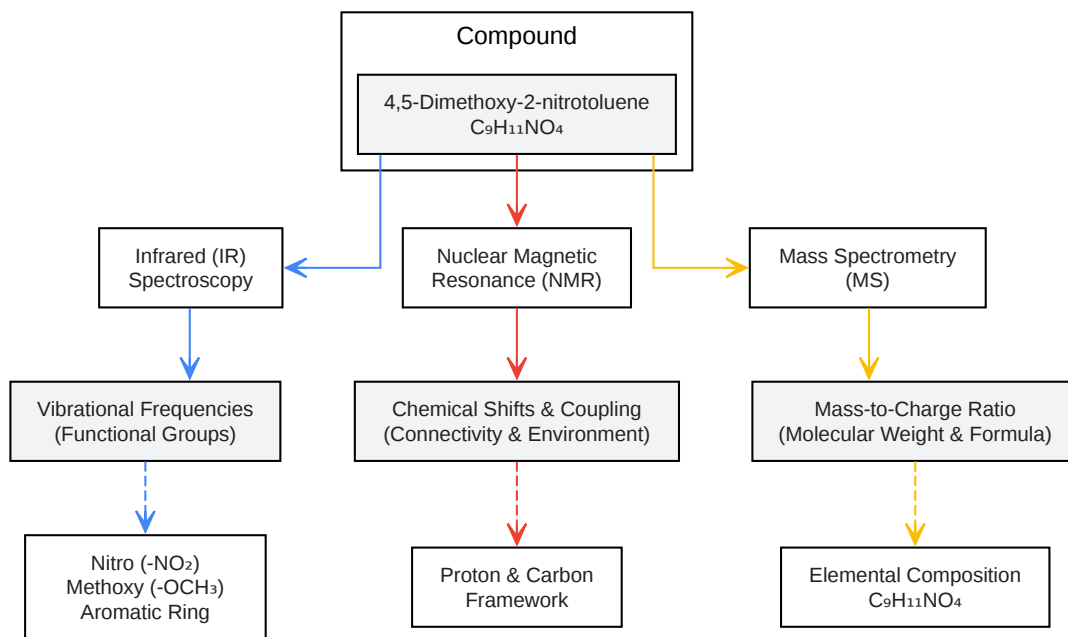 Compound
4,5-Dimethoxy-2-nitrotoluene
C₉H₁₁NO₄
Infrared (IR)
Spectroscopy
Nuclear Magnetic
Resonance (NMR)
Mass Spectrometry
(MS)
Vibrational Frequencies
(Functional Groups)
Chemical Shifts & Coupling
(Connectivity & Environment)
Mass-to-Charge Ratio
(Molecular Weight & Formula)
Nitro (-NO₂)
Methoxy (-OCH₃)
Aromatic Ring
Proton & Carbon
Framework
Elemental Composition
C₉H₁₁NO₄